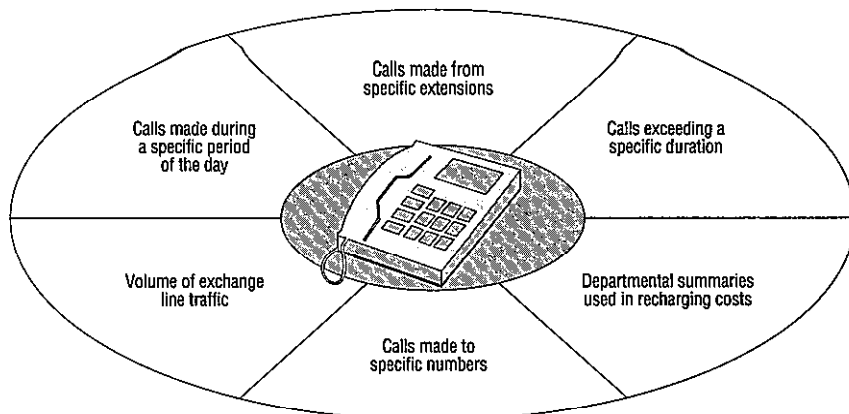 Calls made from
specific extensions
Calls made during
a specific period
of the day
Calls exceeding a
specific duration
Volume of exchange
line traffic
Departmental summaries
used in recharging costs
Calls made to
specific numbers